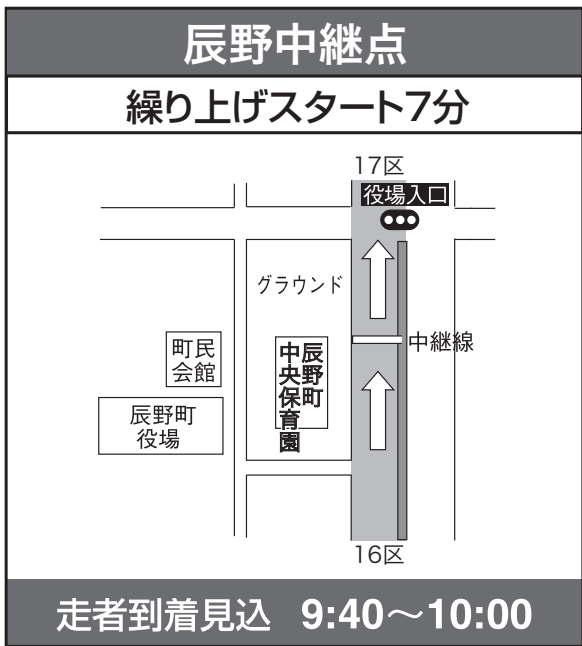 辰野中継点
繰り上げスタート7分
17区
役場入口
グラウンド
中継線
町民
会館
辰野町
中央保育園
辰野町
役場
16区
走者到着見込 9:40～10:00